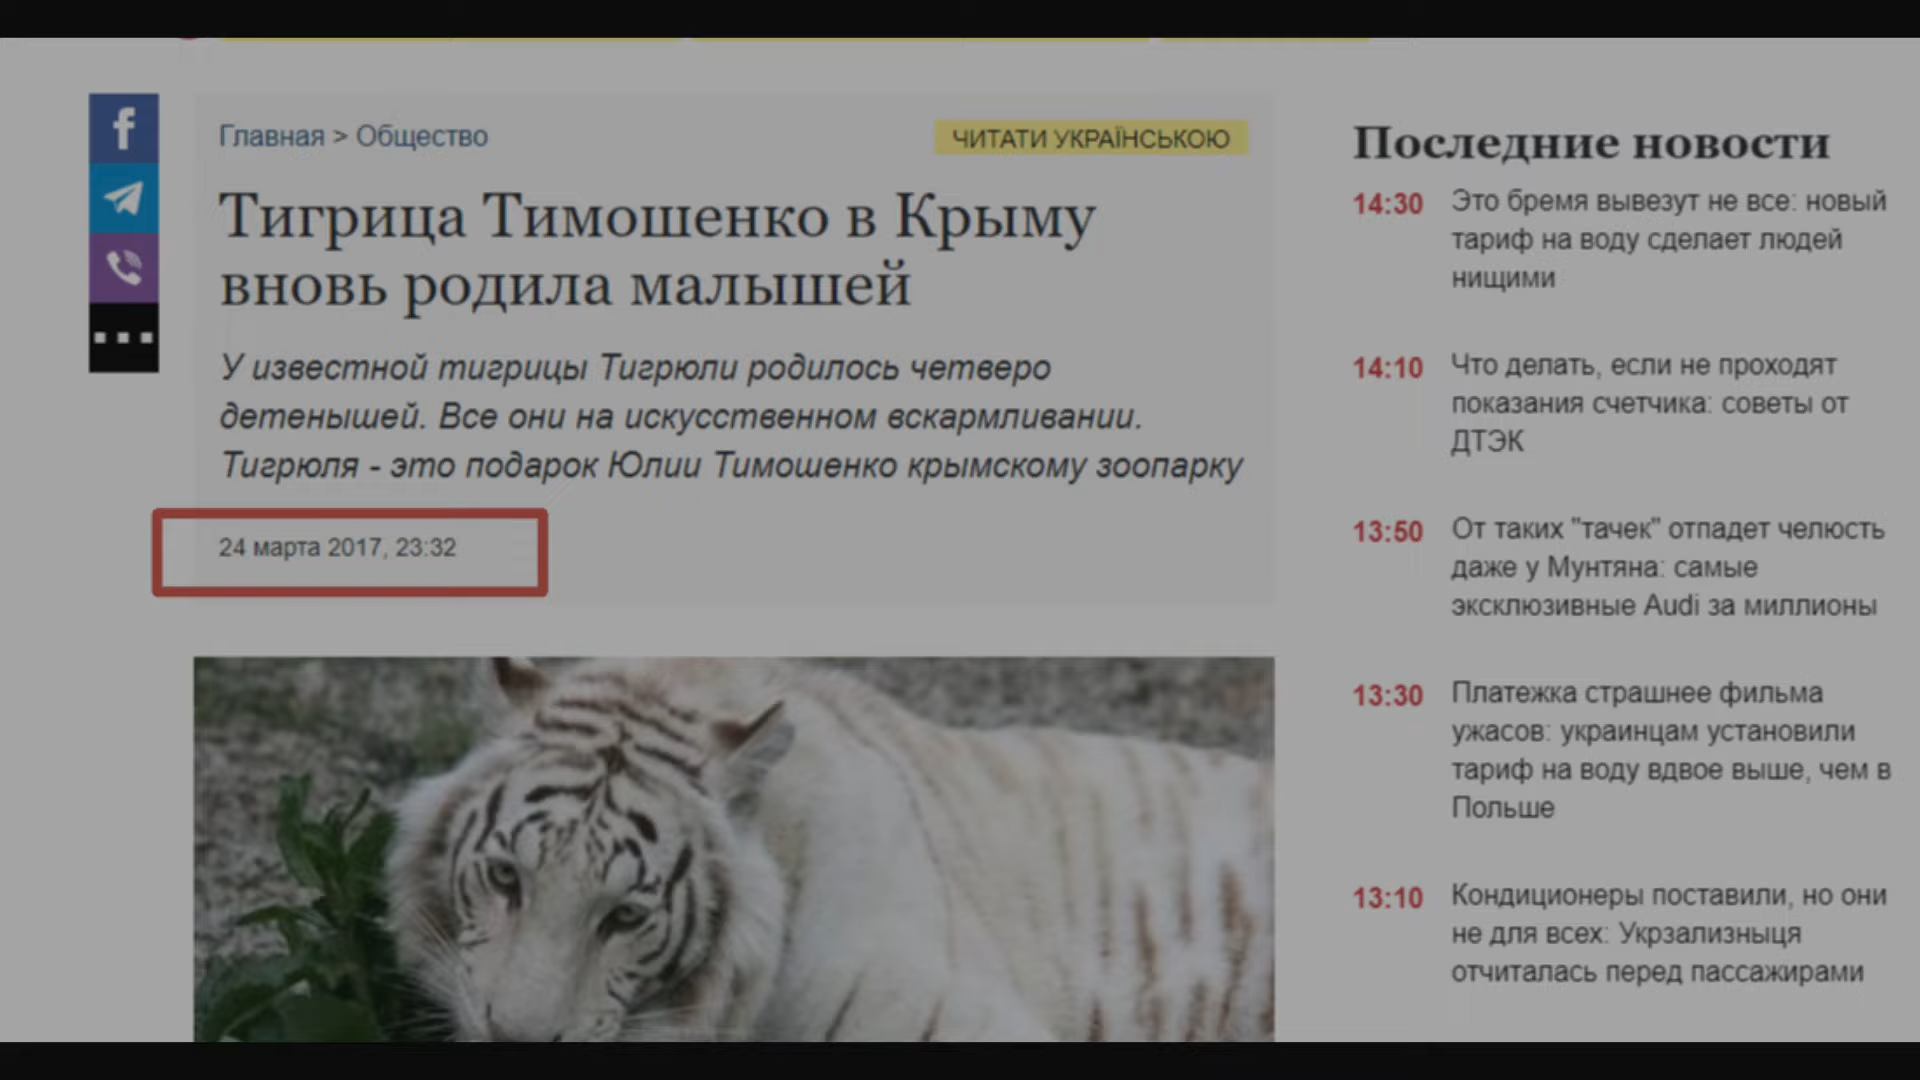 Главная > Общество
ЧИТАТИ УКРАЇНСЬКОЮ
Тигрица Тимошенко в Крыму
вновь родила малышей
У известной тигрицы Тигрюли родилось четверо
детенышей. Все они на искусственном вскармливании.
Тигрюля - это подарок Юлии Тимошенко крымскому зоопарку
24 марта 2017, 23:32
Последние новости
14:30 Это бремя вывезут не все: новый
тариф на воду сделает людей
нищими
14:10 Что делать, если не проходят
показания счетчика: советы от
ДТЭК
13:50 От таких "тачек" отпадет челюсть
даже у Мунтяна: самые
эксклюзивные Audi за миллионы
13:30 Платежка страшнее фильма
ужасов: украинцам установили
тариф на воду вдвое выше, чем в
Польше
13:10 Кондиционеры поставили, но они
не для всех: Укрзализныця
отчиталась перед пассажирами